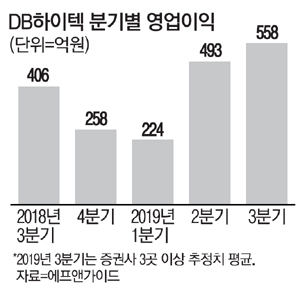 DB하이텍 분기별 영업이익
(단위=억원)
406
258
224
493
558
2018년 3분기
4분기
2019년 1분기
2분기
3분기
*2019년 3분기는 증권사 3곳 이상 추정치 평균.
자료=에프앤가이드